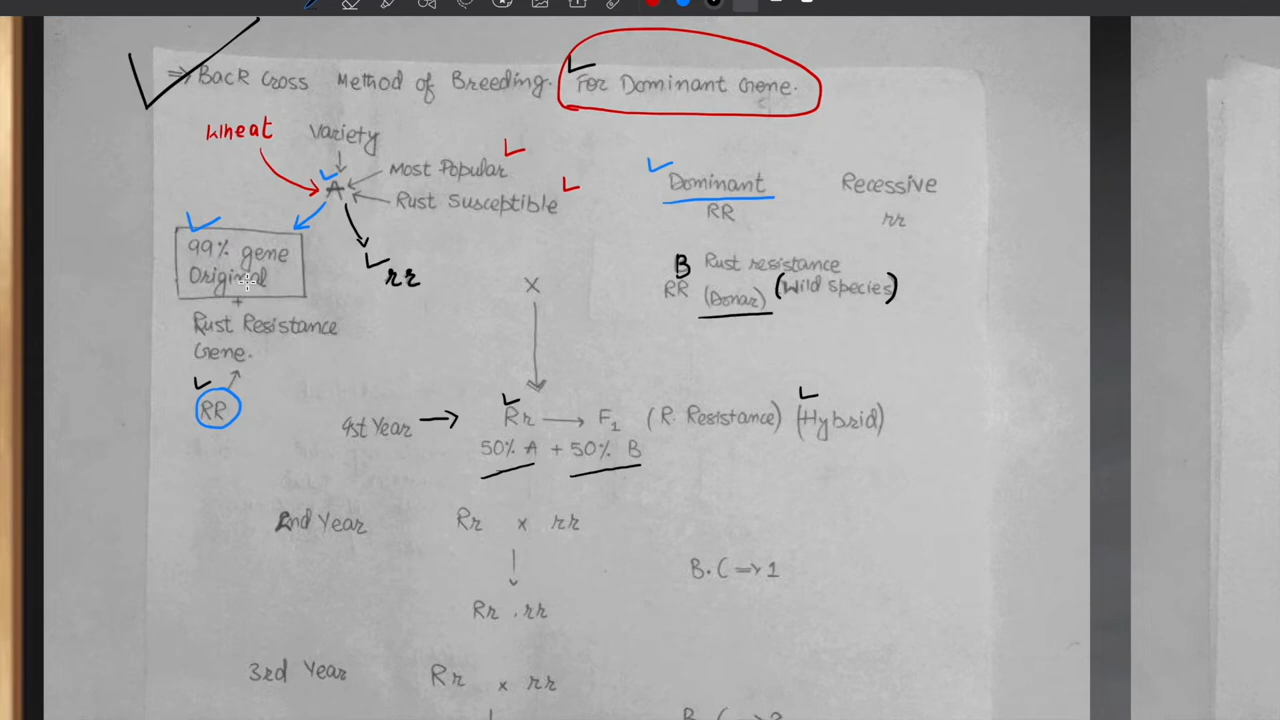 ⇒ Back Cross Method of Breeding. For Dominant Gene.
Wheat Variety
A
Most Popular
Rust Susceptible
Dominant Recessive
RR rr
99% gene
Original
+
Rust Resistance
Gene.
RR
rr
X
B Rust resistance
RR (Donar) (Wild Species)
1st Year → Rr → F1 (R. Resistance) (Hybrid)
50% A + 50% B
2nd Year Rr x rr
B.C ⇒ 1
Rr . rr
3rd Year Rr x rr
B.C ⇒ 2